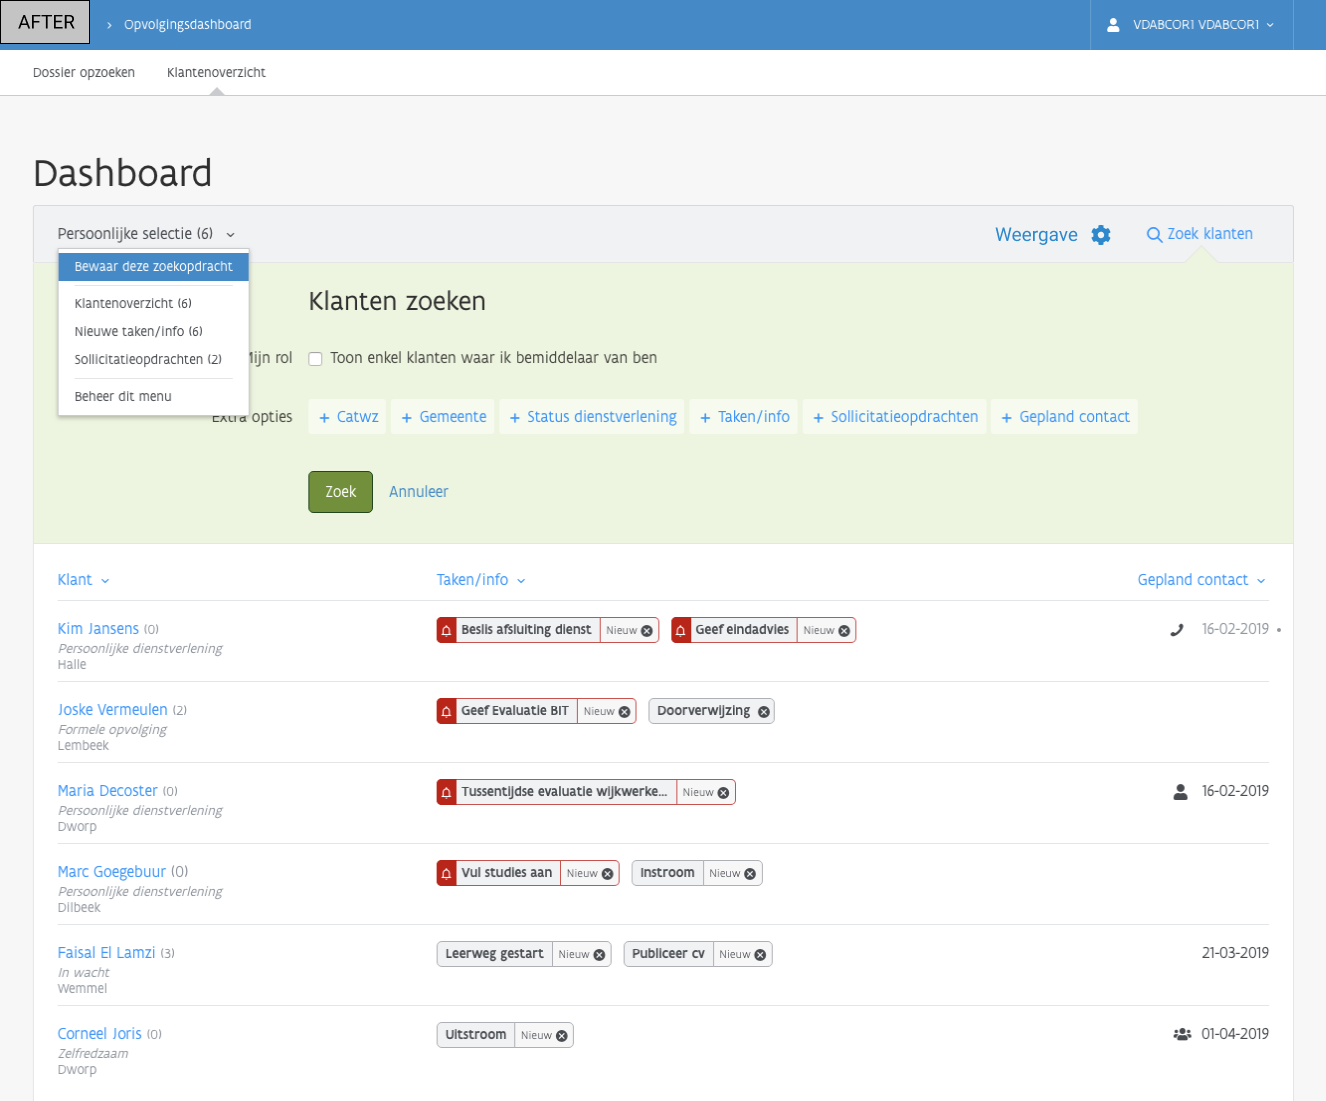 AFTER
Opvolgingsdashboard
VDABCOR1 VDABCOR1
Dossier opzoeken
Klantenoverzicht
Dashboard
Persoonlijke selectie (6)
Weergave
Zoek klanten
Bewaar deze zoekopdracht
Klantenoverzicht (6)
Nieuwe taken/info (6)
Sollicitatieopdrachten (2)
Beheer dit menu
Klanten zoeken
Mijn rol
Toon enkel klanten waar ik bemiddelaar van ben
Extra opties
+ Catwz
+ Gemeente
+ Status dienstverlening
+ Taken/info
+ Sollicitatieopdrachten
+ Gepland contact
Zoek
Annuleer
Klant
Taken/info
Gepland contact
Kim Jansens (0)
Persoonlijke dienstverlening
Halle
Beslis afsluiting dienst Nieuw
Geef eindadvies Nieuw
16-02-2019
Joske Vermeulen (2)
Formele opvolging
Lembeek
Geef Evaluatie BIT Nieuw
Doorverwijzing
Maria Decoster (0)
Persoonlijke dienstverlening
Dworp
Tussentijdse evaluatie wijkwerke... Nieuw
16-02-2019
Marc Goegebuur (0)
Persoonlijke dienstverlening
Dilbeek
Vul studies aan Nieuw
Instroom Nieuw
Faisal El Lamzi (3)
In wacht
Wemmel
Leerweg gestart Nieuw
Publiceer cv Nieuw
21-03-2019
Corneel Joris (0)
Zelfredzaam
Dworp
Uitstroom Nieuw
01-04-2019